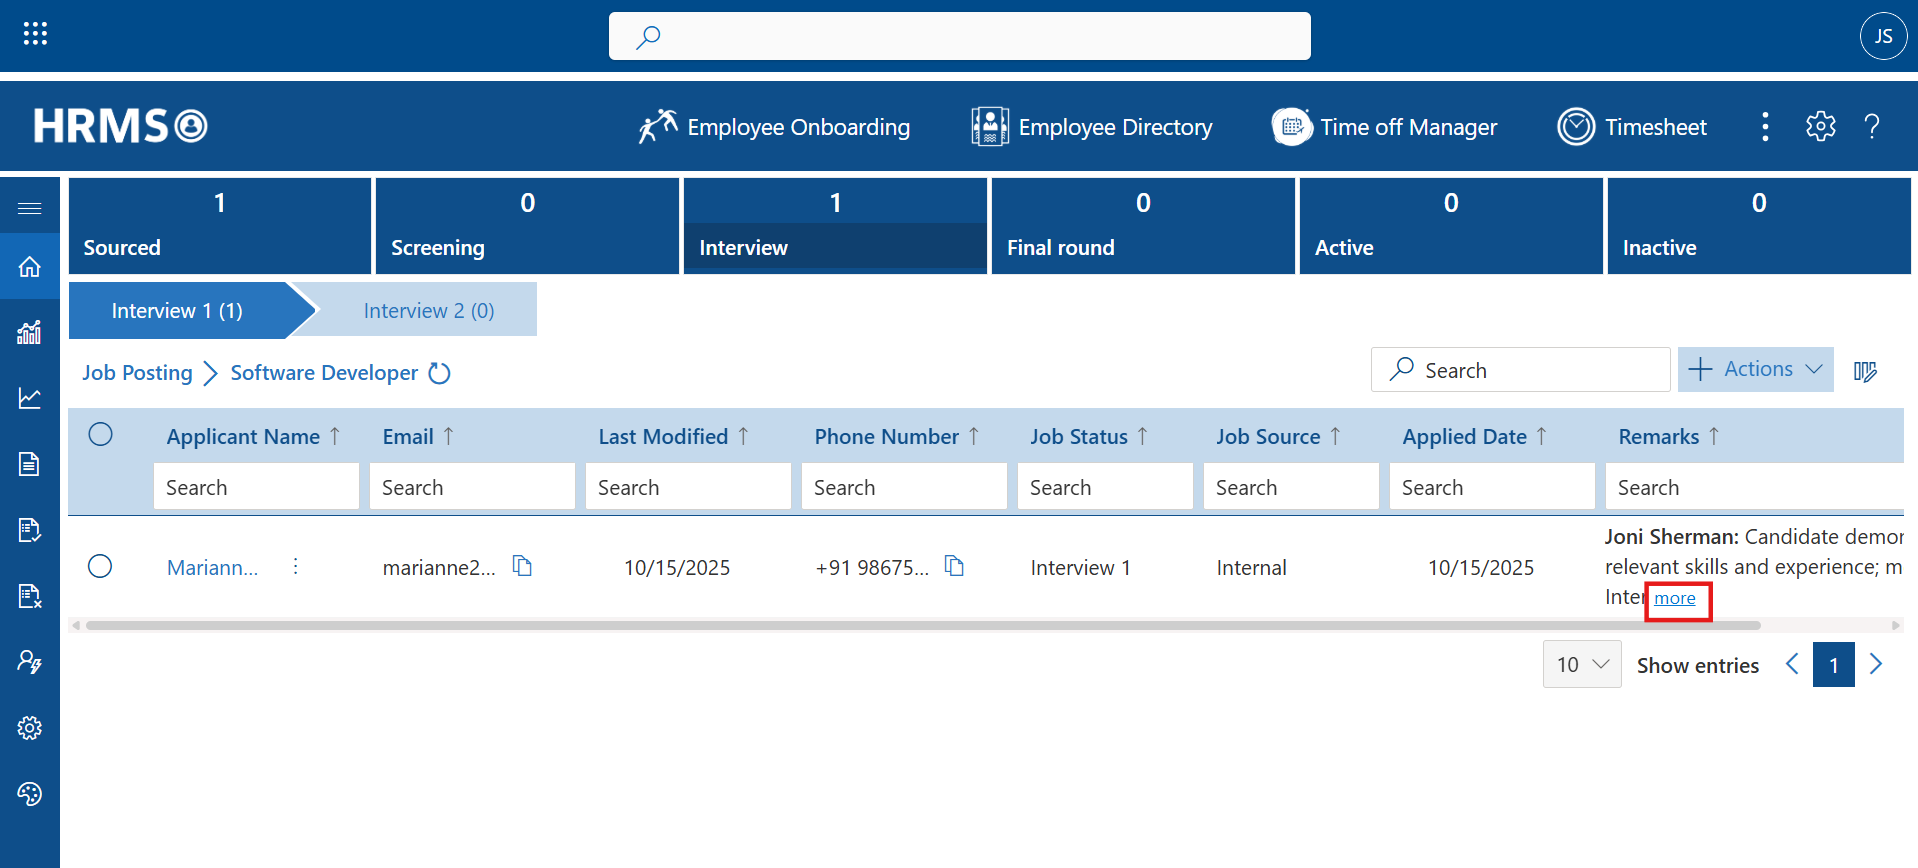 JS
HRMS
Employee Onboarding
Employee Directory
Time off Manager
Timesheet
1
Sourced
0
Screening
1
Interview
0
Final round
0
Active
0
Inactive
Interview 1 (1)
Interview 2 (0)
Job Posting
Software Developer
Search
Actions
Applicant Name
Email
Last Modified
Phone Number
Job Status
Job Source
Applied Date
Remarks
Search
Search
Search
Search
Search
Search
Search
Search
Mariann...
marianne2...
10/15/2025
+91 98675...
Interview 1
Internal
10/15/2025
Joni Sherman: Candidate
relevant skills and experience;
more
10
Show entries
1